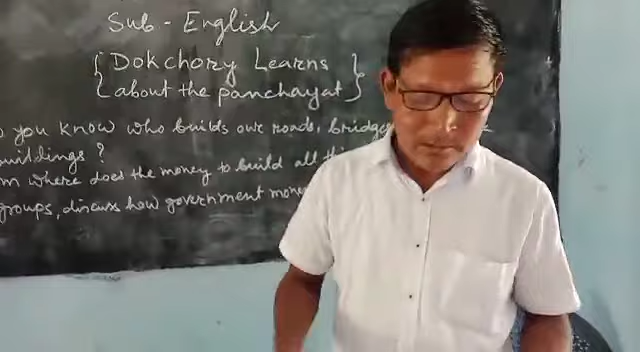 Sub - English
{ Dokchory Learns
about the panchayat }
you know who builds our roads, bridges
buildings ?
where does the money to build all
groups, discuss how government money